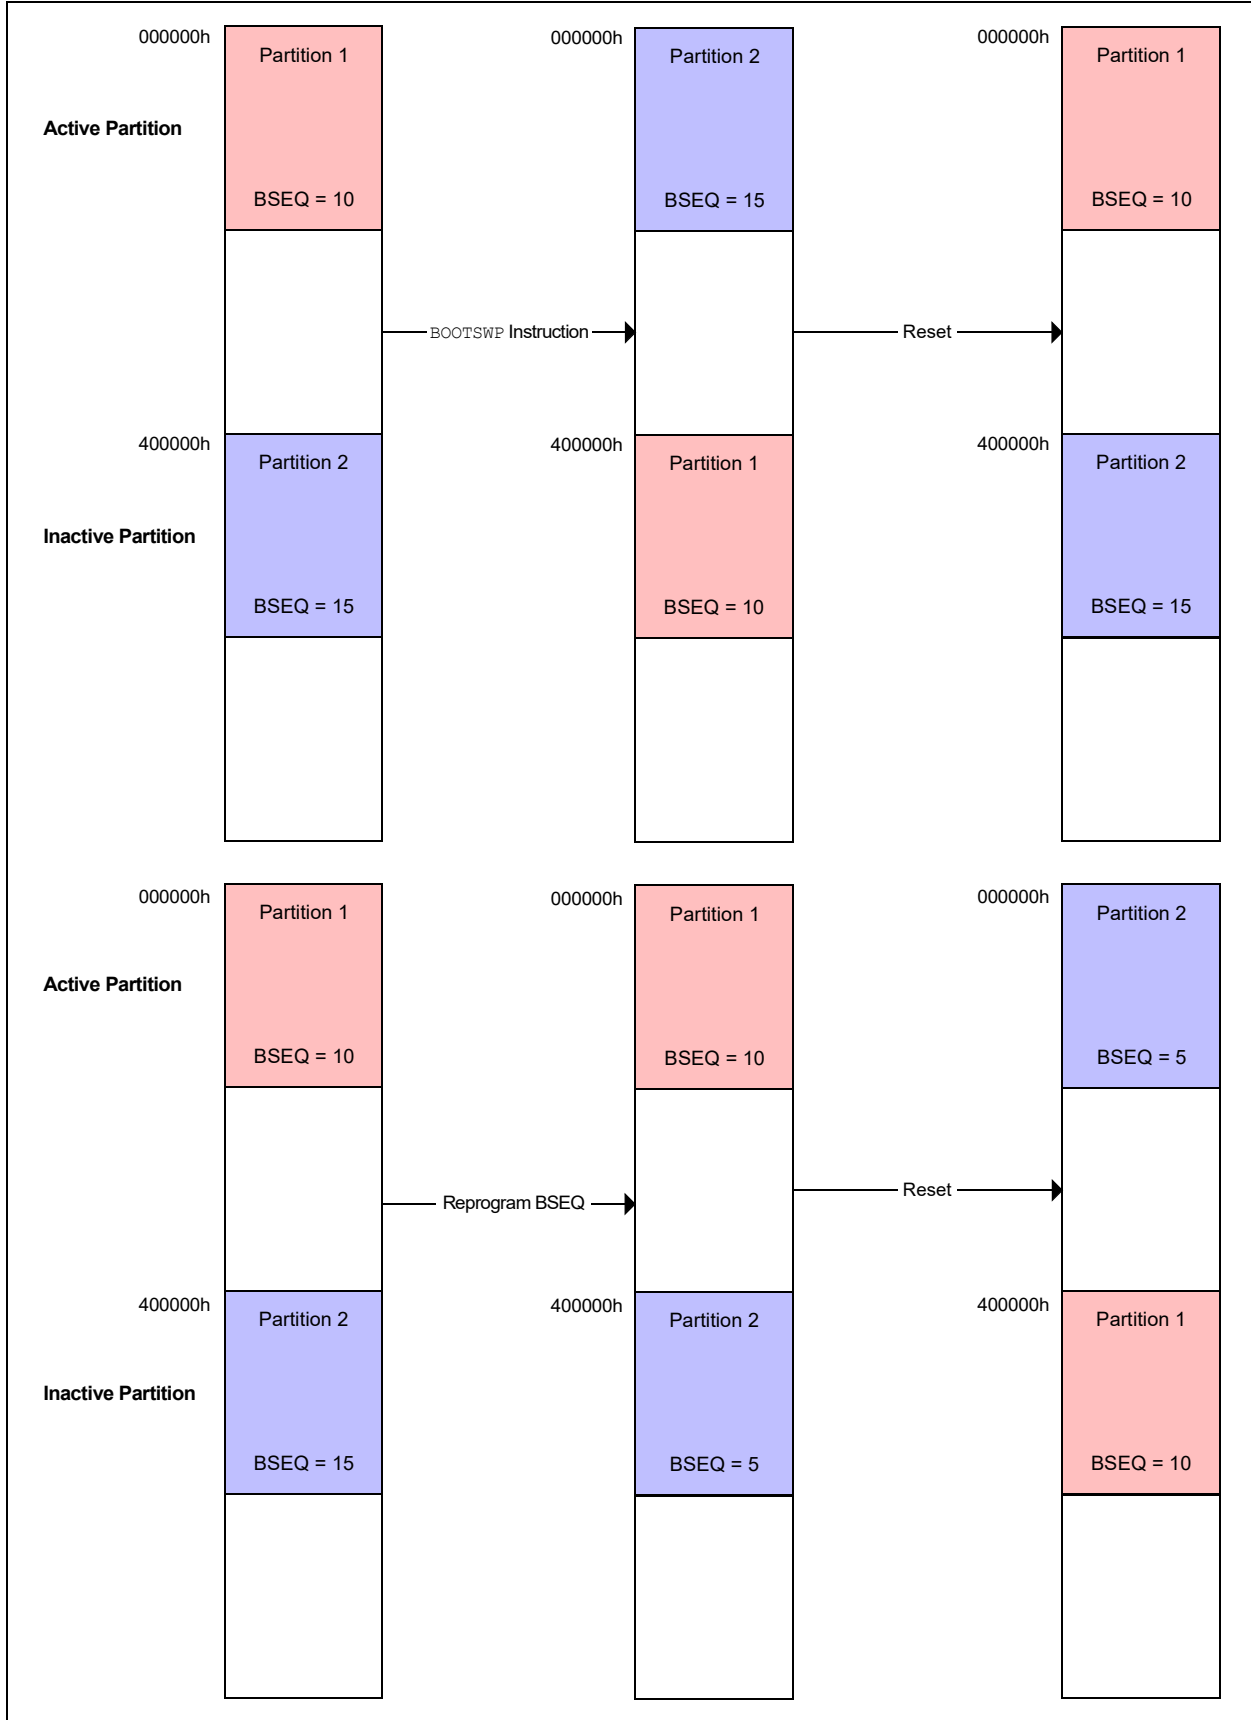 000000h
Partition 1
000000h
Partition 2
000000h
Partition 1
Active Partition
BSEQ = 10
BSEQ = 15
BSEQ = 10
BOOTSWP Instruction
Reset
400000h
Partition 2
400000h
Partition 1
400000h
Partition 2
Inactive Partition
BSEQ = 15
BSEQ = 10
BSEQ = 15
000000h
Partition 1
000000h
Partition 1
000000h
Partition 2
Active Partition
BSEQ = 10
BSEQ = 10
BSEQ = 5
Reprogram BSEQ
Reset
400000h
Partition 2
400000h
Partition 2
400000h
Partition 1
Inactive Partition
BSEQ = 15
BSEQ = 5
BSEQ = 10